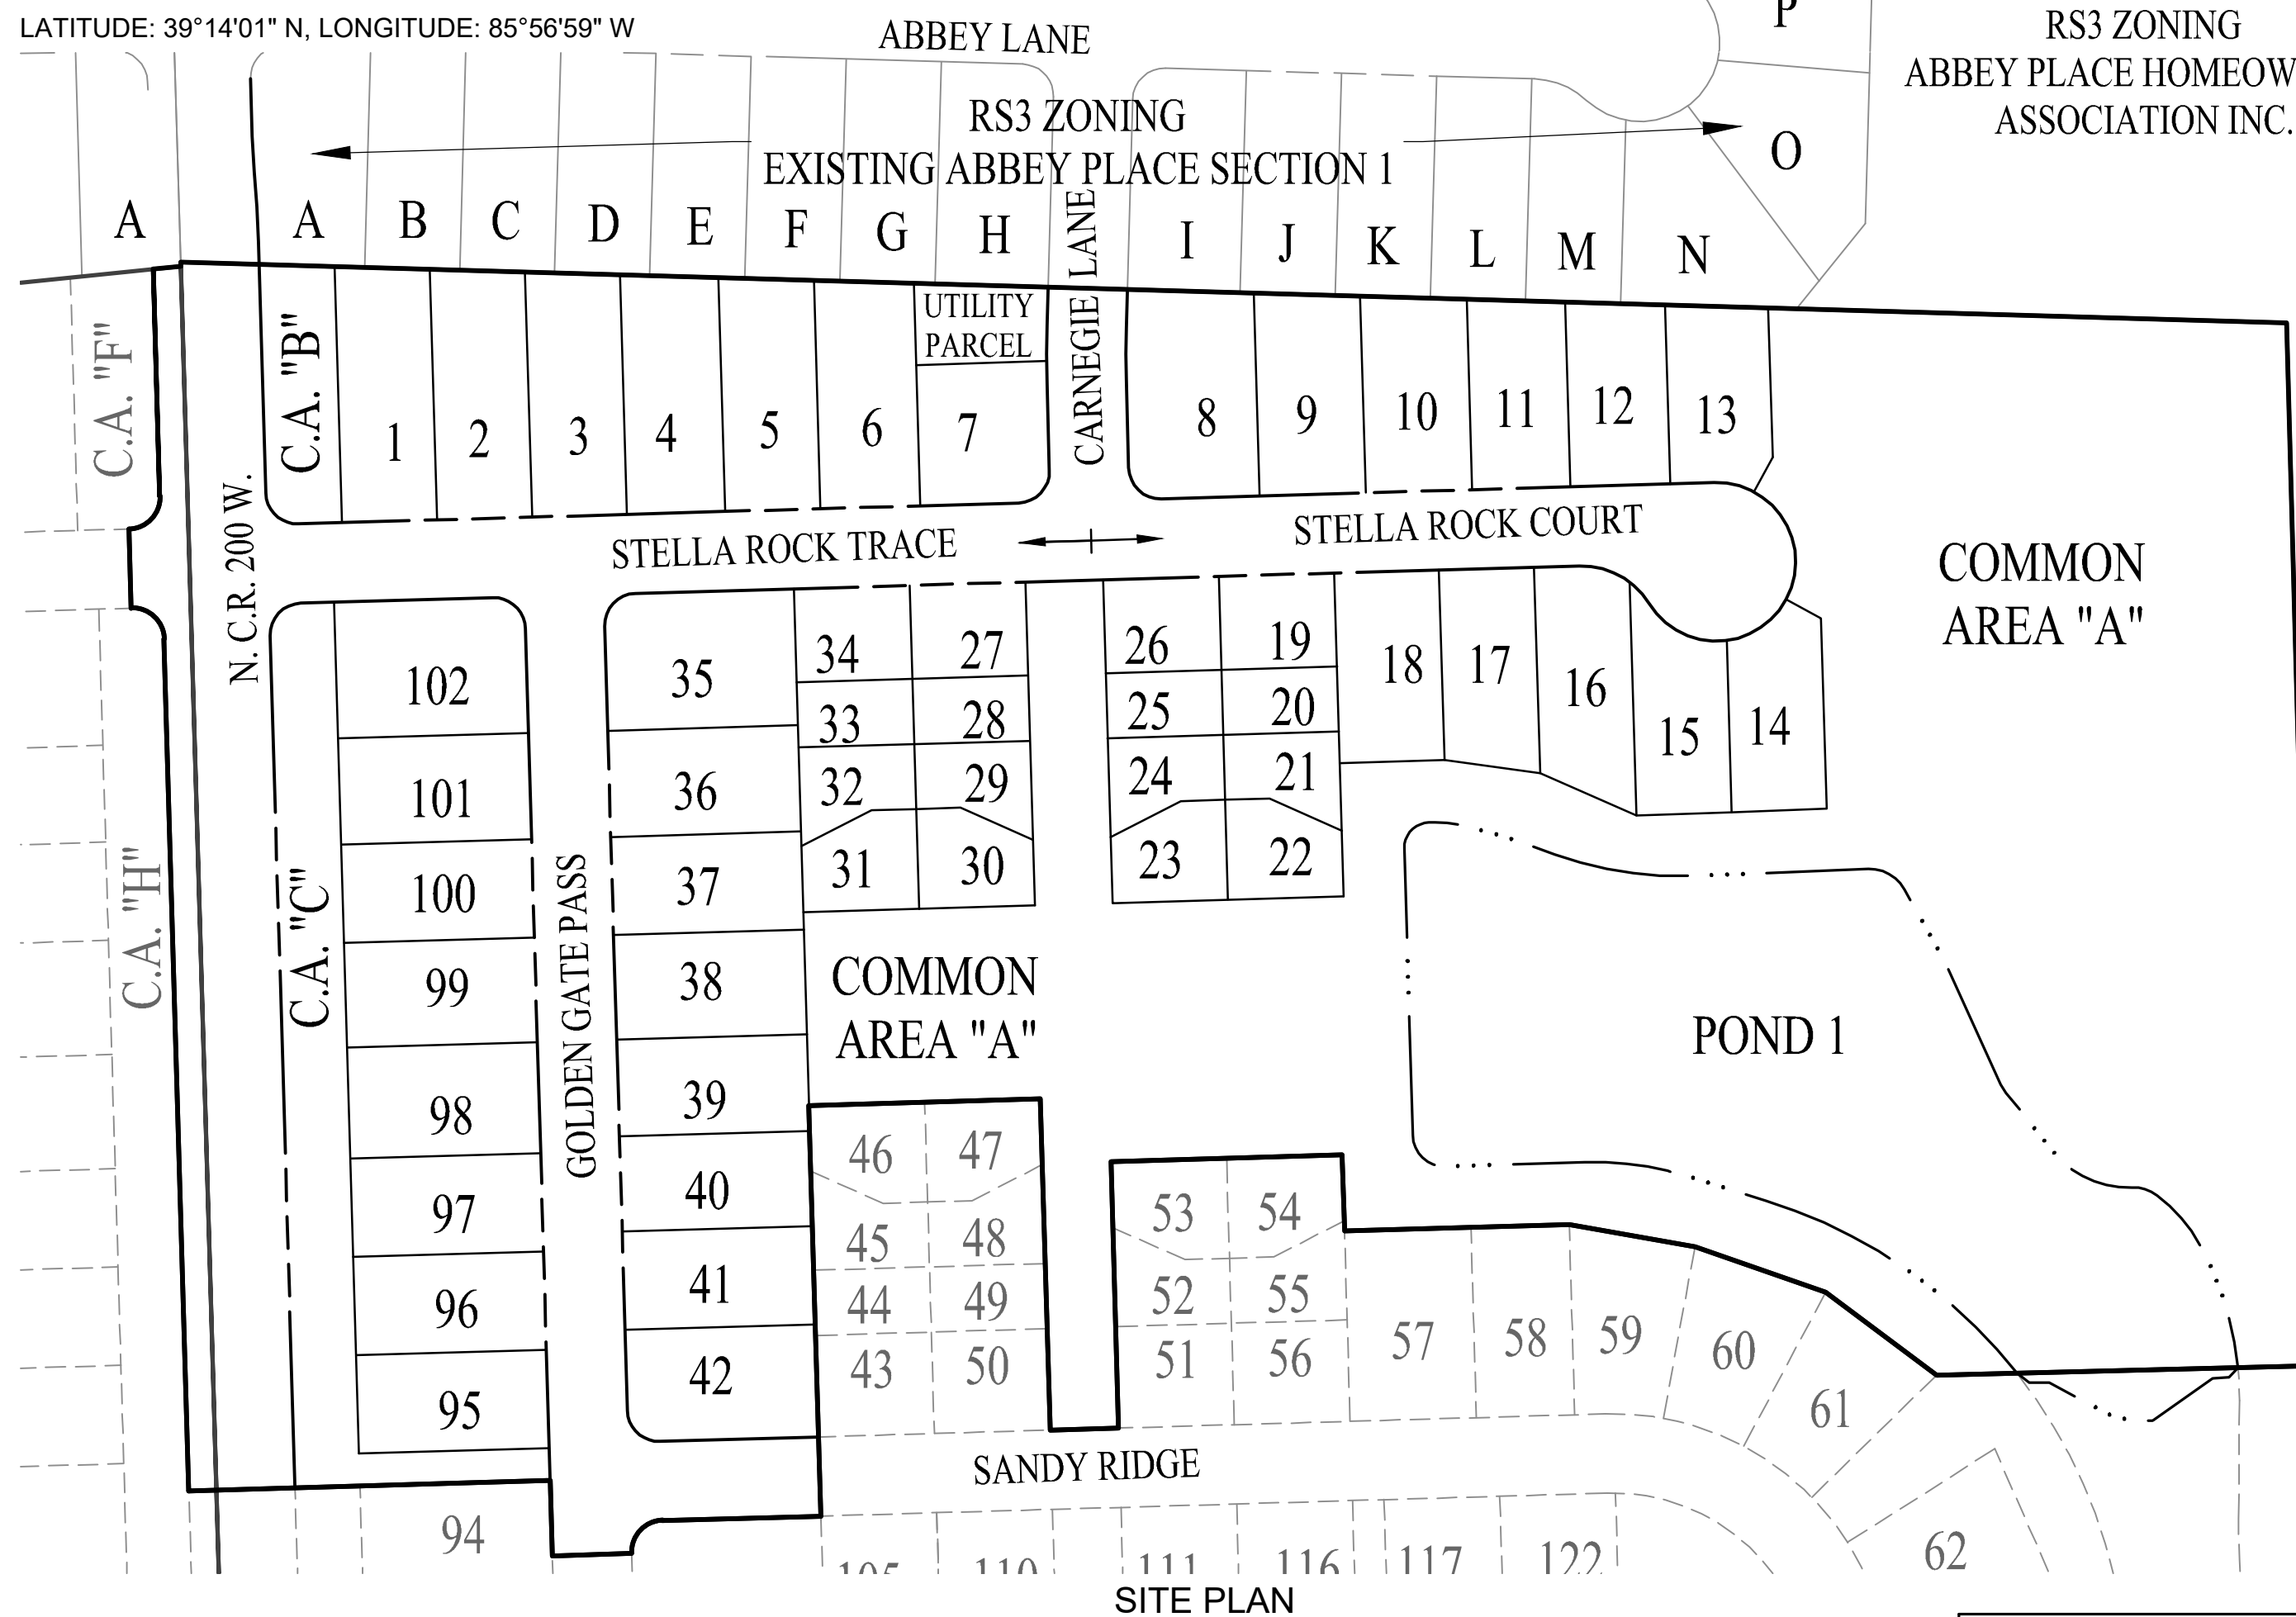 LATITUDE: 39°14'01" N, LONGITUDE: 85°56'59" W
ABBEY LANE
P
RS3 ZONING
ABBEY PLACE HOMEOW
ASSOCIATION INC.
RS3 ZONING
EXISTING ABBEY PLACE SECTION 1
O
A
A
B
C
D
E
F
G
H
CARNEGIE LANE
I
J
K
L
M
N
C.A. "F"
C.A. "B"
UTILITY
PARCEL
1
2
3
4
5
6
7
8
9
10
11
12
13
N. C.R. 200 W.
STELLA ROCK TRACE
STELLA ROCK COURT
COMMON
AREA "A"
102
35
34
27
26
19
18
17
16
15
14
33
28
25
20
101
36
32
29
24
21
100
37
31
30
23
22
C.A. "H"
C.A. "C"
GOLDEN GATE PASS
99
38
COMMON
AREA "A"
POND 1
98
39
46
47
97
40
53
54
45
48
96
41
44
49
52
55
57
58
59
60
95
42
43
50
51
56
61
SANDY RIDGE
94
105
110
111
116
117
122
62
SITE PLAN